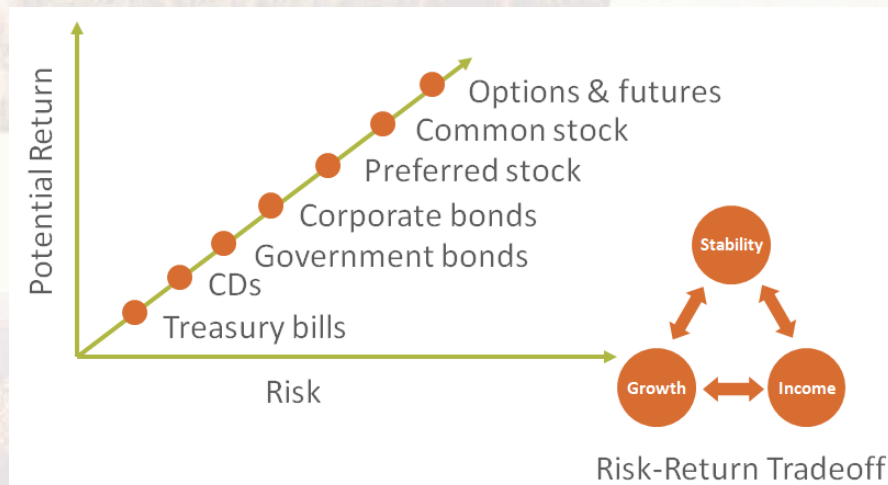 Potential Return
Options & futures
Common stock
Preferred stock
Corporate bonds
Government bonds
CDs
Treasury bills
Risk
Stability
Growth
Income
Risk-Return Tradeoff